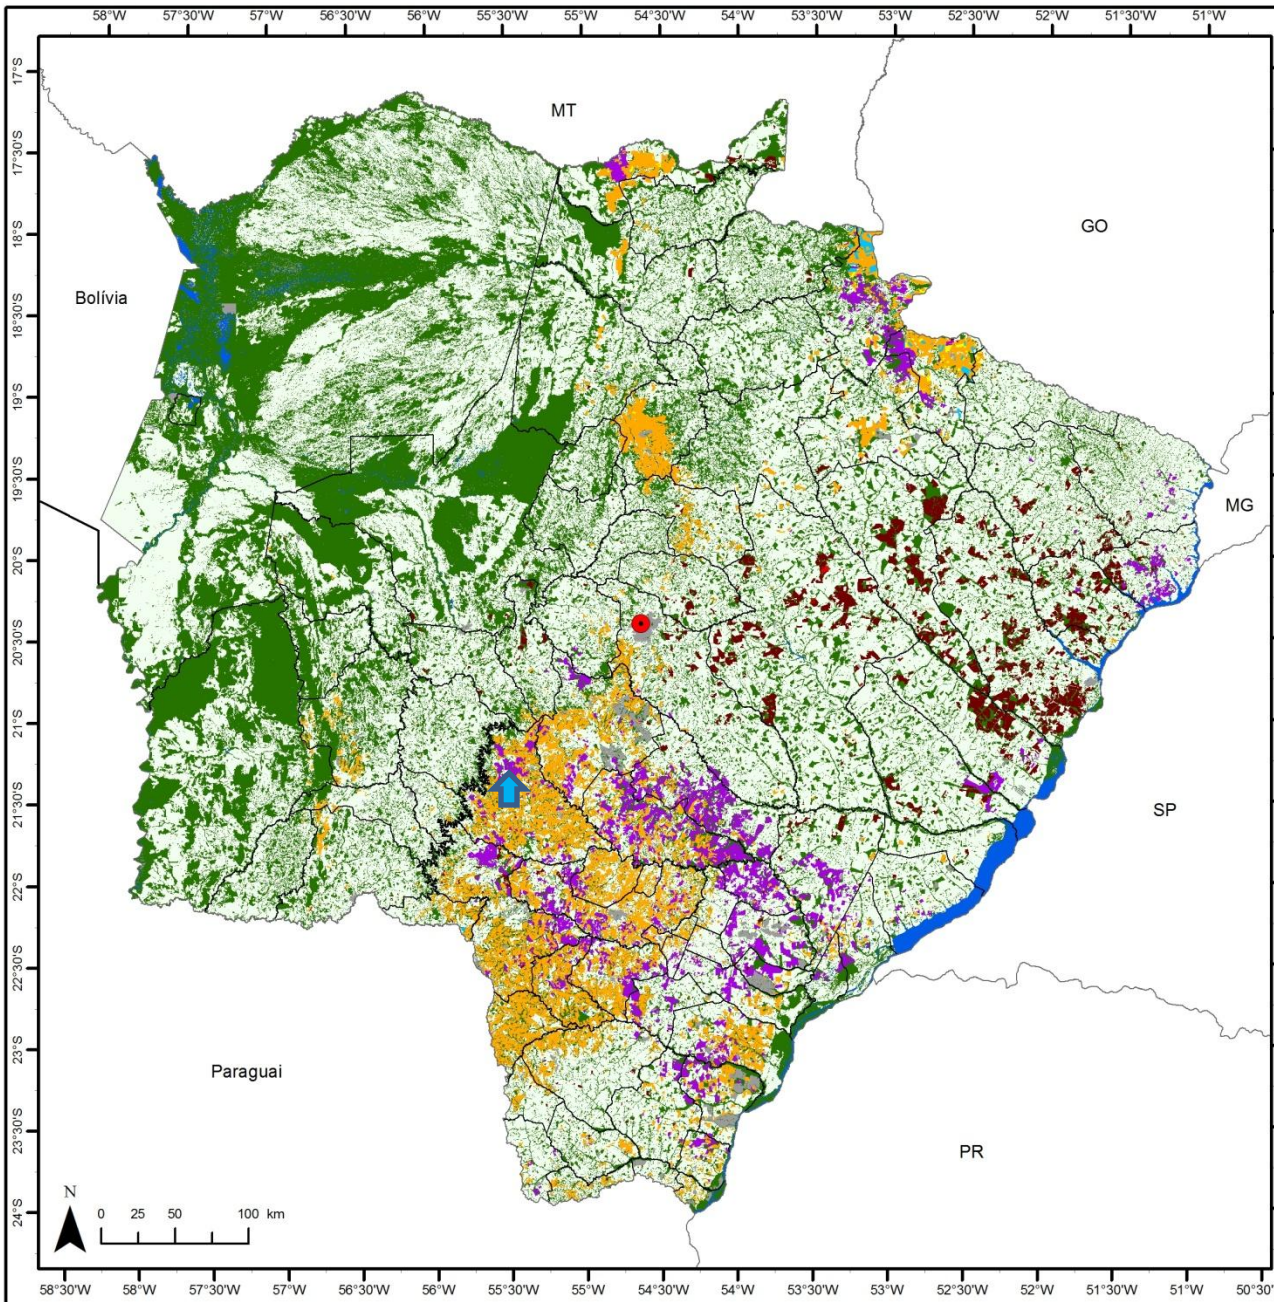 58°W 57°30'W 57°W 56°30'W 56°W 55°30'W 55°W 54°30'W 54°W 53°30'W 53°W 52°30'W 52°W 51°30'W 51°W
17°S
MT
17°30'S
18°S
GO
Bolívia
18°30'S
19°S
19°30'S
MG
20°S
20°30'S
21°S
21°30'S
SP
22°S
22°30'S
23°S
Paraguai
23°30'S
PR
24°S
N
0 25 50 100 km
58°30'W 58°W 57°30'W 57°W 56°30'W 56°W 55°30'W 55°W 54°30'W 54°W 53°30'W 53°W 52°30'W 52°W 51°30'W 51°W 50°30'